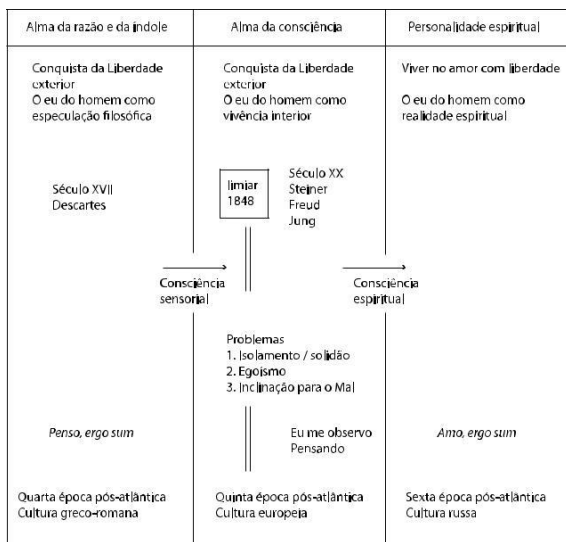 Alma da razão e da índole
Conquista da Liberdade
exterior
O eu do homem como
especulação filosófica
Século XVII
Descartes
Penso, ergo sum
Quarta época pós-atlântica
Cultura greco-romana
Alma da consciência
Conquista da Liberdade
exterior
O eu do homem como
vivência interior
limiar
1848
Século XX
Steiner
Freud
Jung
Consciência
sensorial
Problemas
1. Isolamento / solidão
2. Egoísmo
3. Inclinação para o Mal
Eu me observo
Pensando
Quinta época pós-atlântica
Cultura europeia
Personalidade espiritual
Viver no amor com liberdade
O eu do homem como
realidade espiritual
Consciência
espiritual
Amo, ergo sum
Sexta época pós-atlântica
Cultura russa